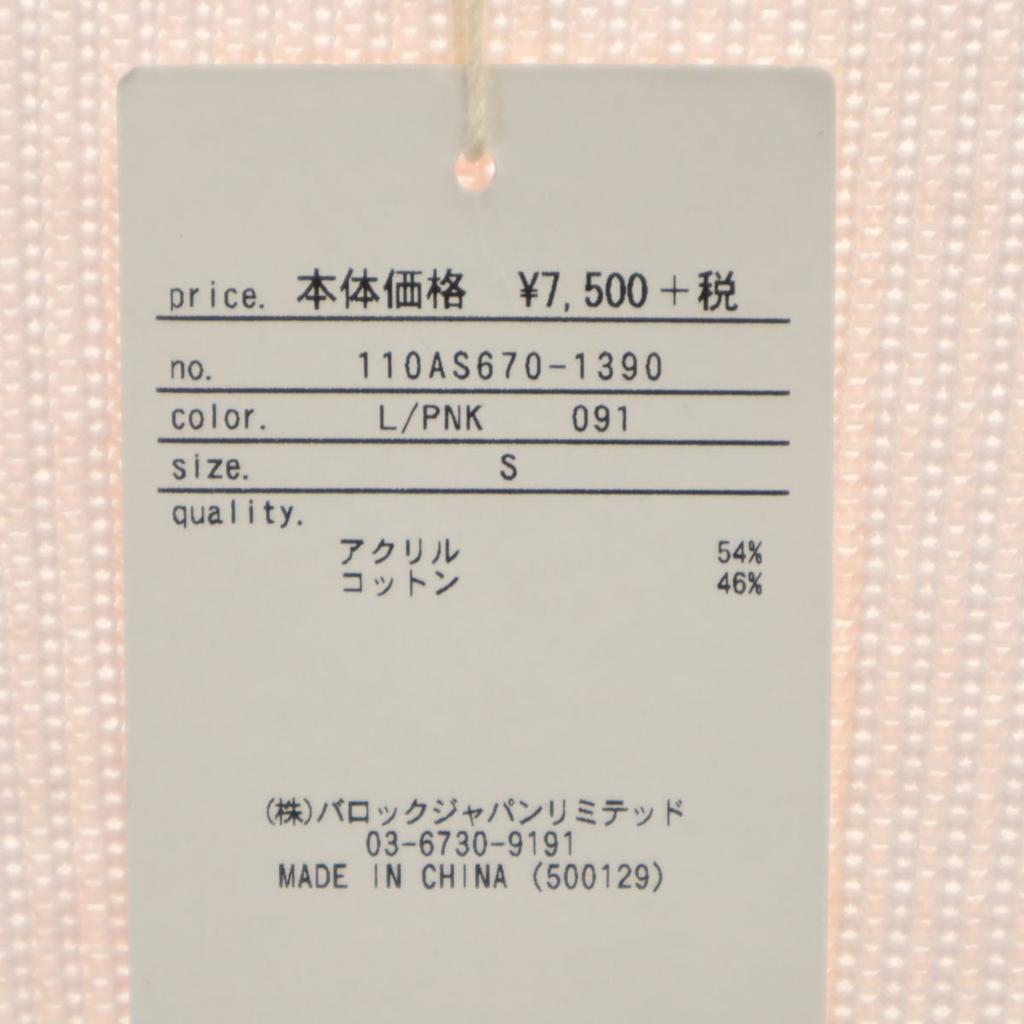 price. 本体価格 ¥7,500+税
no. 110AS670-1390
color. L/PNK 091
size. S
quality.
アクリル 54%
コットン 46%
(株)バロックジャパンリミテッド
03-6730-9191
MADE IN CHINA (500129)